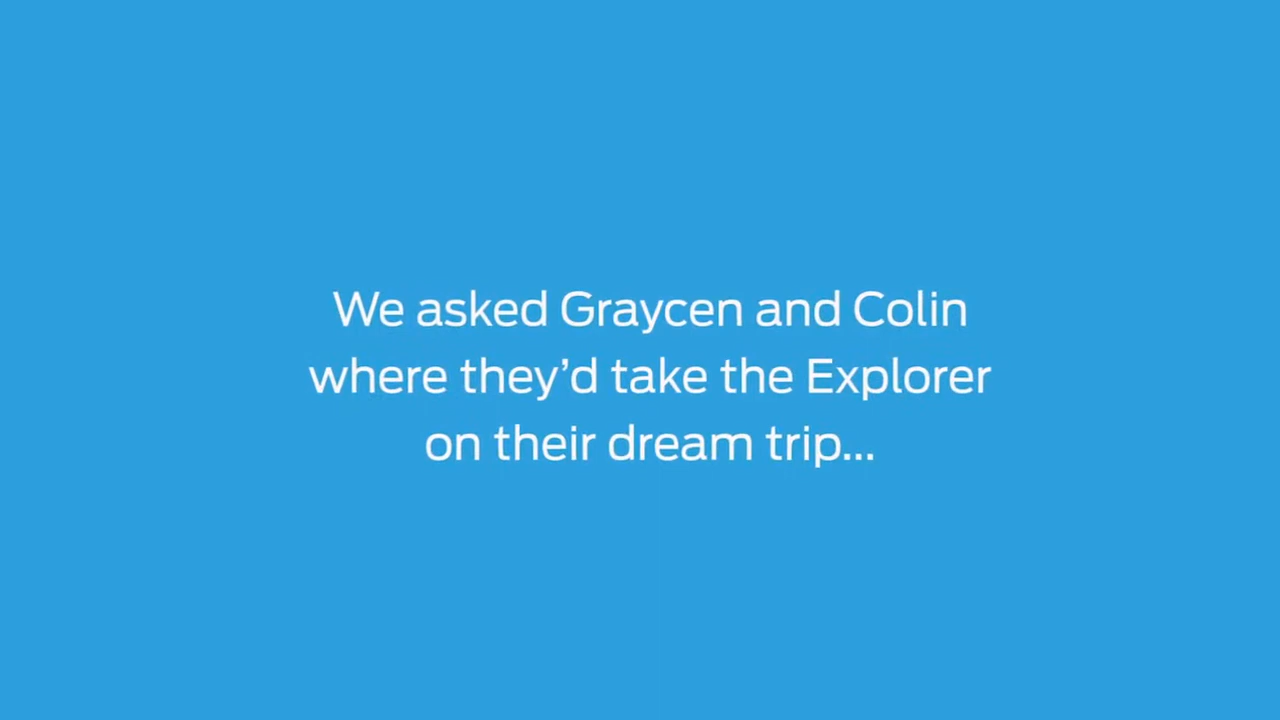 We asked Graycen and Colin
where they’d take the Explorer
on their dream trip...